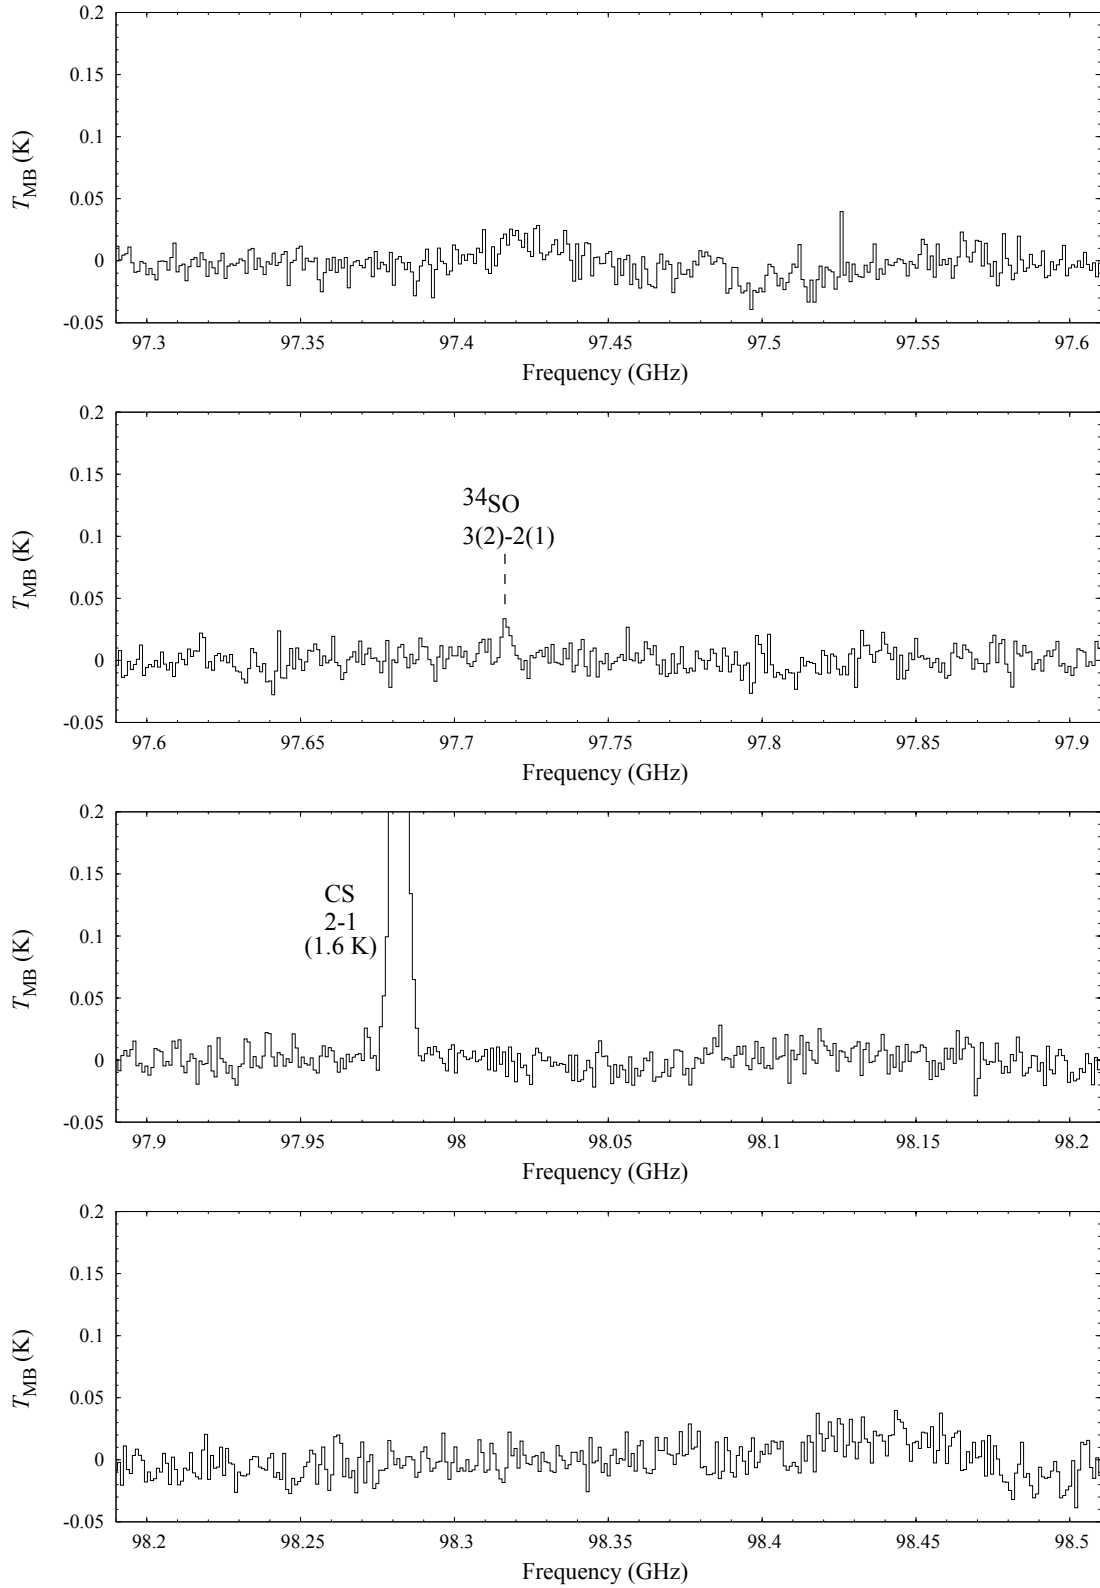 0.2
0.15
0.1
0.05
0
-0.05
T_MB (K)
97.3 97.35 97.4 97.45 97.5 97.55 97.6
Frequency (GHz)
0.2
0.15
0.1
0.05
0
-0.05
T_MB (K)
³⁴SO
3(2)-2(1)
97.6 97.65 97.7 97.75 97.8 97.85 97.9
Frequency (GHz)
0.2
0.15
0.1
0.05
0
-0.05
T_MB (K)
CS
2-1
(1.6 K)
97.9 97.95 98 98.05 98.1 98.15 98.2
Frequency (GHz)
0.2
0.15
0.1
0.05
0
-0.05
T_MB (K)
98.2 98.25 98.3 98.35 98.4 98.45 98.5
Frequency (GHz)